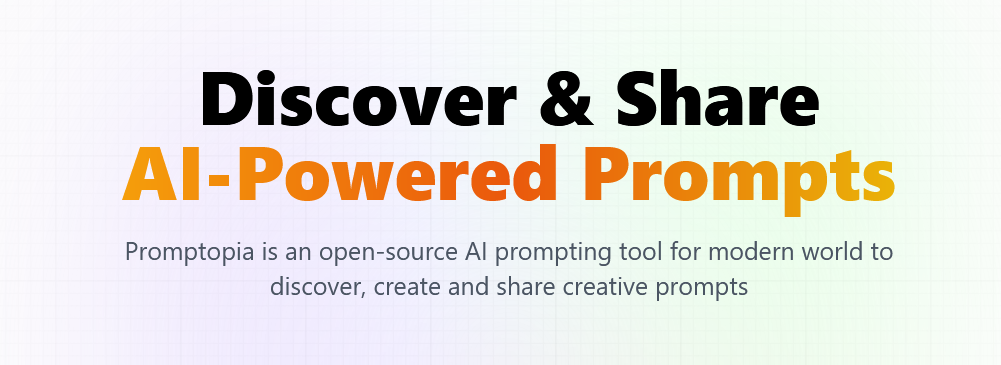 Discover & Share
AI-Powered Prompts
Promptopia is an open-source AI prompting tool for modern world to
discover, create and share creative prompts